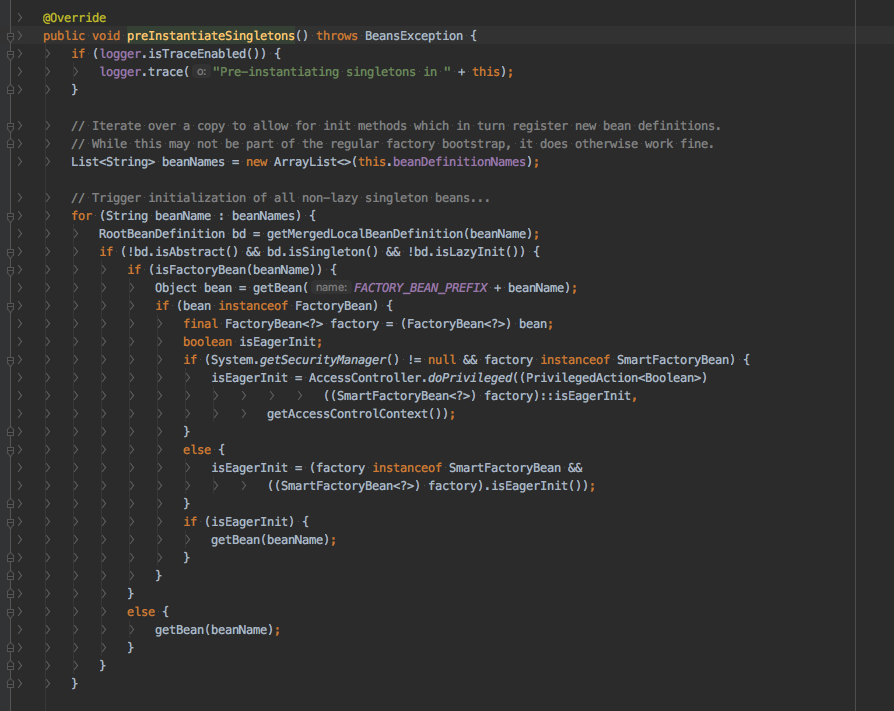 @Override
public void preInstantiateSingletons() throws BeansException {
if (logger.isTraceEnabled()) {
logger.trace( o: "Pre-instantiating singletons in " + this);
}
// Iterate over a copy to allow for init methods which in turn register new bean definitions.
// While this may not be part of the regular factory bootstrap, it does otherwise work fine.
List<String> beanNames = new ArrayList<>(this.beanDefinitionNames);
// Trigger initialization of all non-lazy singleton beans...
for (String beanName : beanNames) {
RootBeanDefinition bd = getMergedLocalBeanDefinition(beanName);
if (!bd.isAbstract() && bd.isSingleton() && !bd.isLazyInit()) {
if (isFactoryBean(beanName)) {
Object bean = getBean( name: FACTORY_BEAN_PREFIX + beanName);
if (bean instanceof FactoryBean) {
final FactoryBean<?> factory = (FactoryBean<?>) bean;
boolean isEagerInit;
if (System.getSecurityManager() != null && factory instanceof SmartFactoryBean) {
isEagerInit = AccessController.doPrivileged((PrivilegedAction<Boolean>)
((SmartFactoryBean<?>) factory)::isEagerInit,
getAccessControlContext());
}
else {
isEagerInit = (factory instanceof SmartFactoryBean &&
((SmartFactoryBean<?>) factory).isEagerInit());
}
if (isEagerInit) {
getBean(beanName);
}
}
}
else {
getBean(beanName);
}
}
}